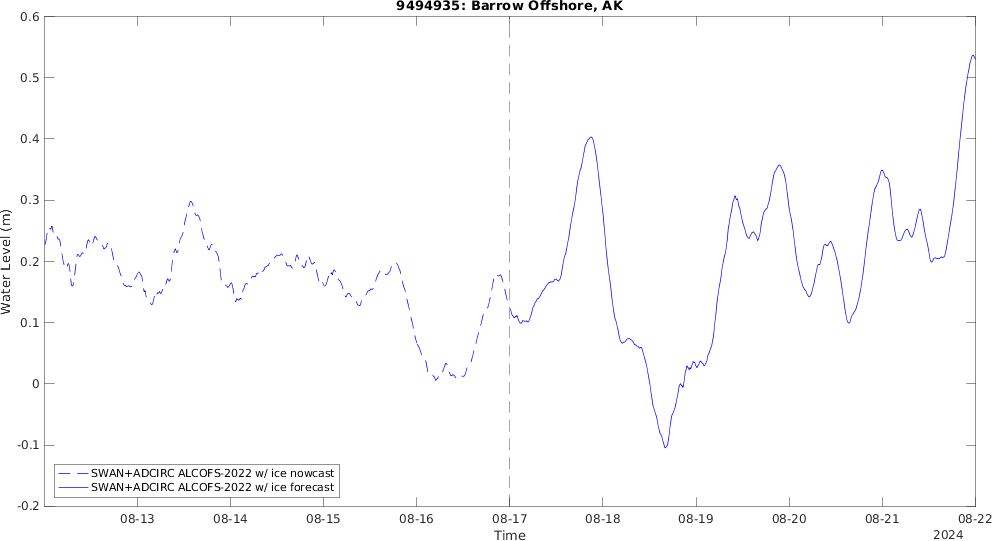 9494935: Barrow Offshore, AK
Water Level (m)
0.6
0.5
0.4
0.3
0.2
0.1
0
-0.1
-0.2
SWAN+ADCIRC ALCOFS-2022 w/ ice nowcast
SWAN+ADCIRC ALCOFS-2022 w/ ice forecast
08-13 08-14 08-15 08-16 08-17 08-18 08-19 08-20 08-21 08-22
Time
2024